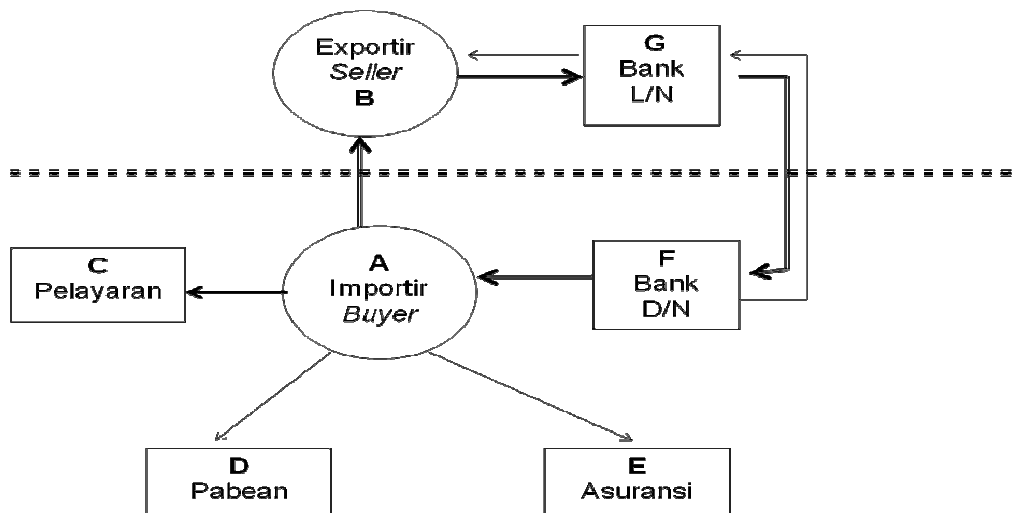 Exportir
Seller
B
G
Bank
L/N
C
Pelayaran
A
Importir
Buyer
F
Bank
D/N
D
Pabean
E
Asuransi